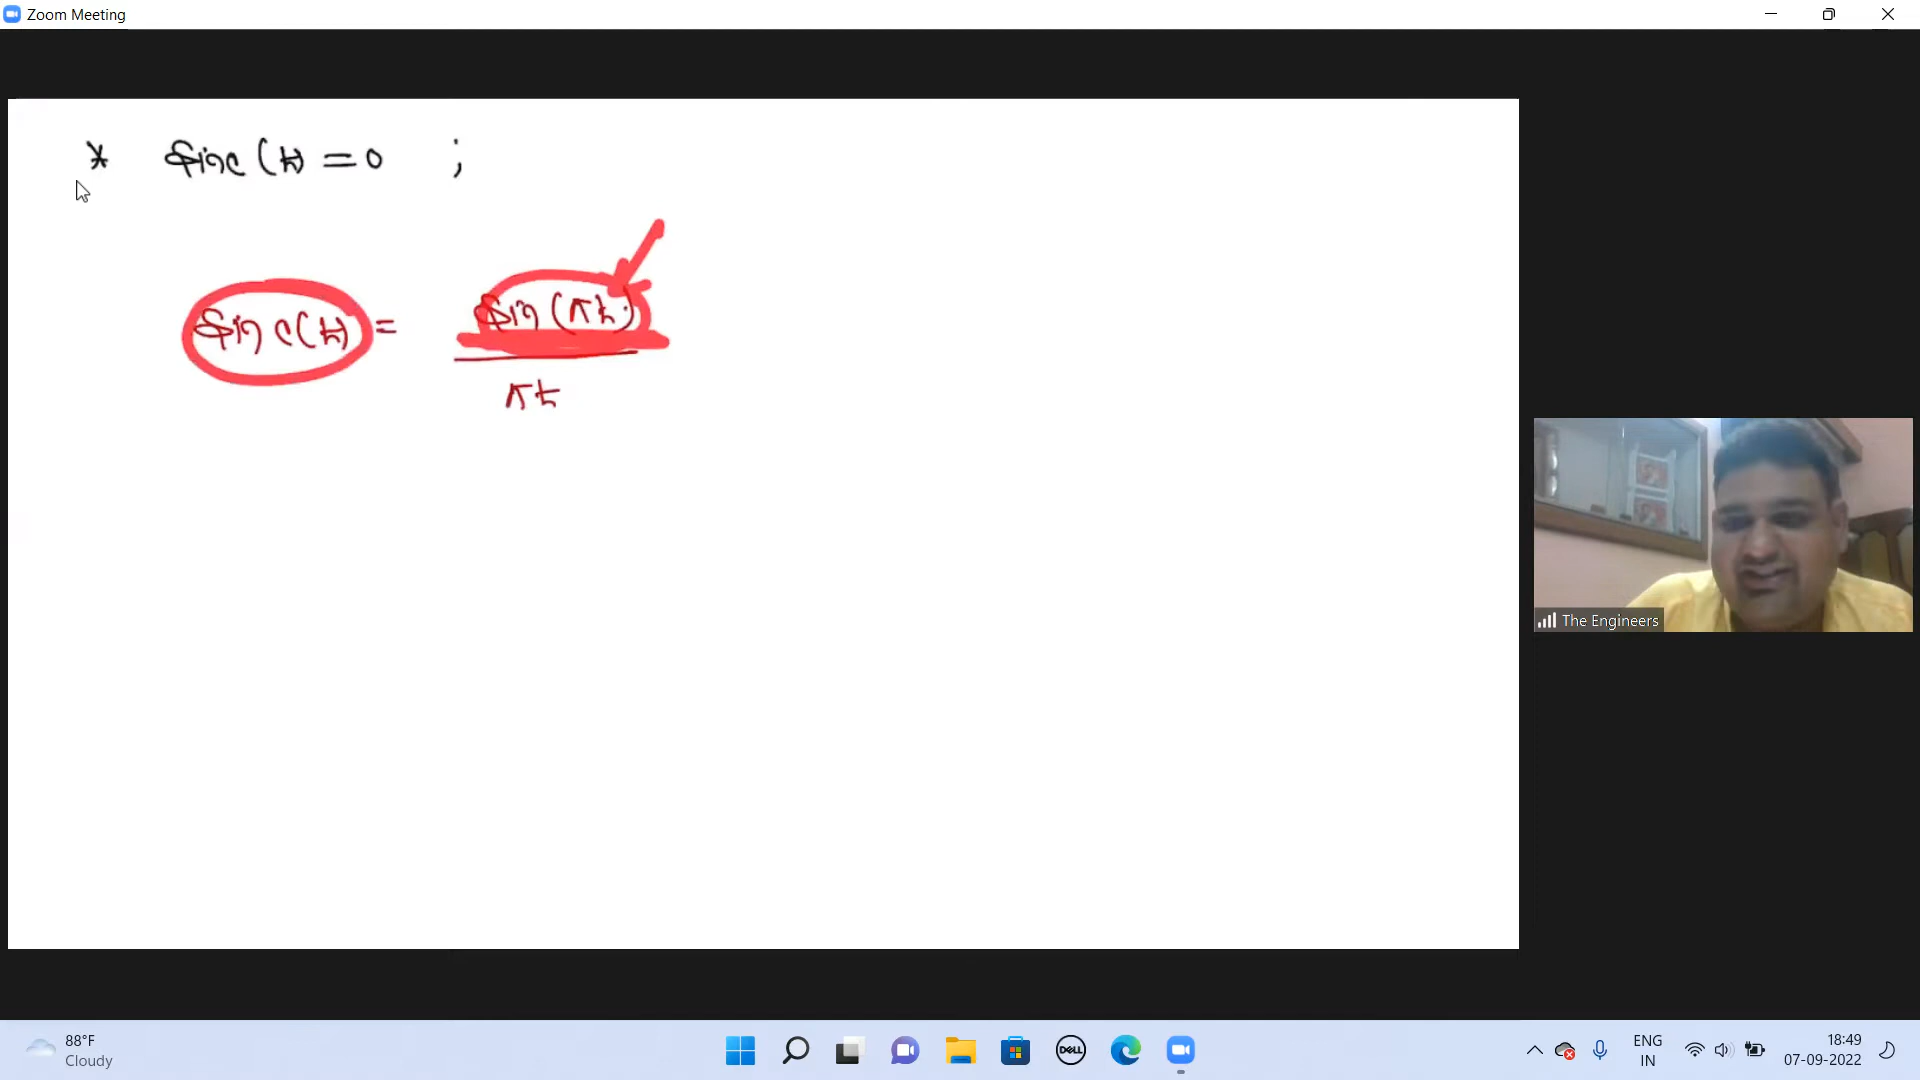 Zoom Meeting
* sinc(t) = 0 ;
sinc(t) = sin(πt) / πt
The Engineers
88°F
Cloudy
DELL
ENG
IN
18:49
07-09-2022